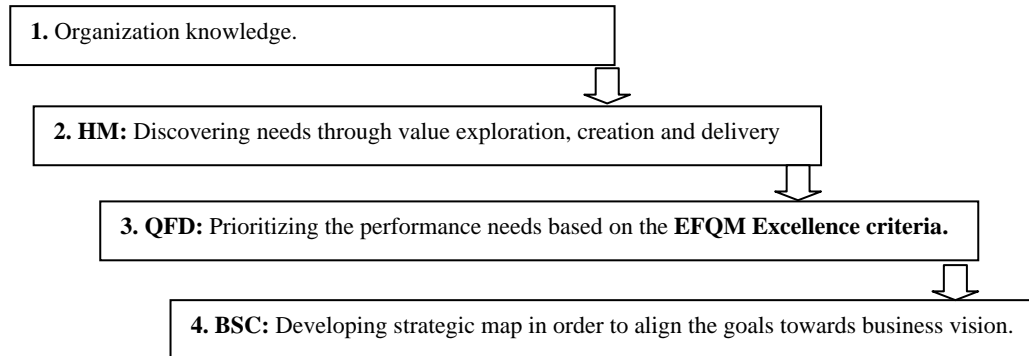 1. Organization knowledge.
2. HM: Discovering needs through value exploration, creation and delivery
3. QFD: Prioritizing the performance needs based on the EFQM Excellence criteria.
4. BSC: Developing strategic map in order to align the goals towards business vision.